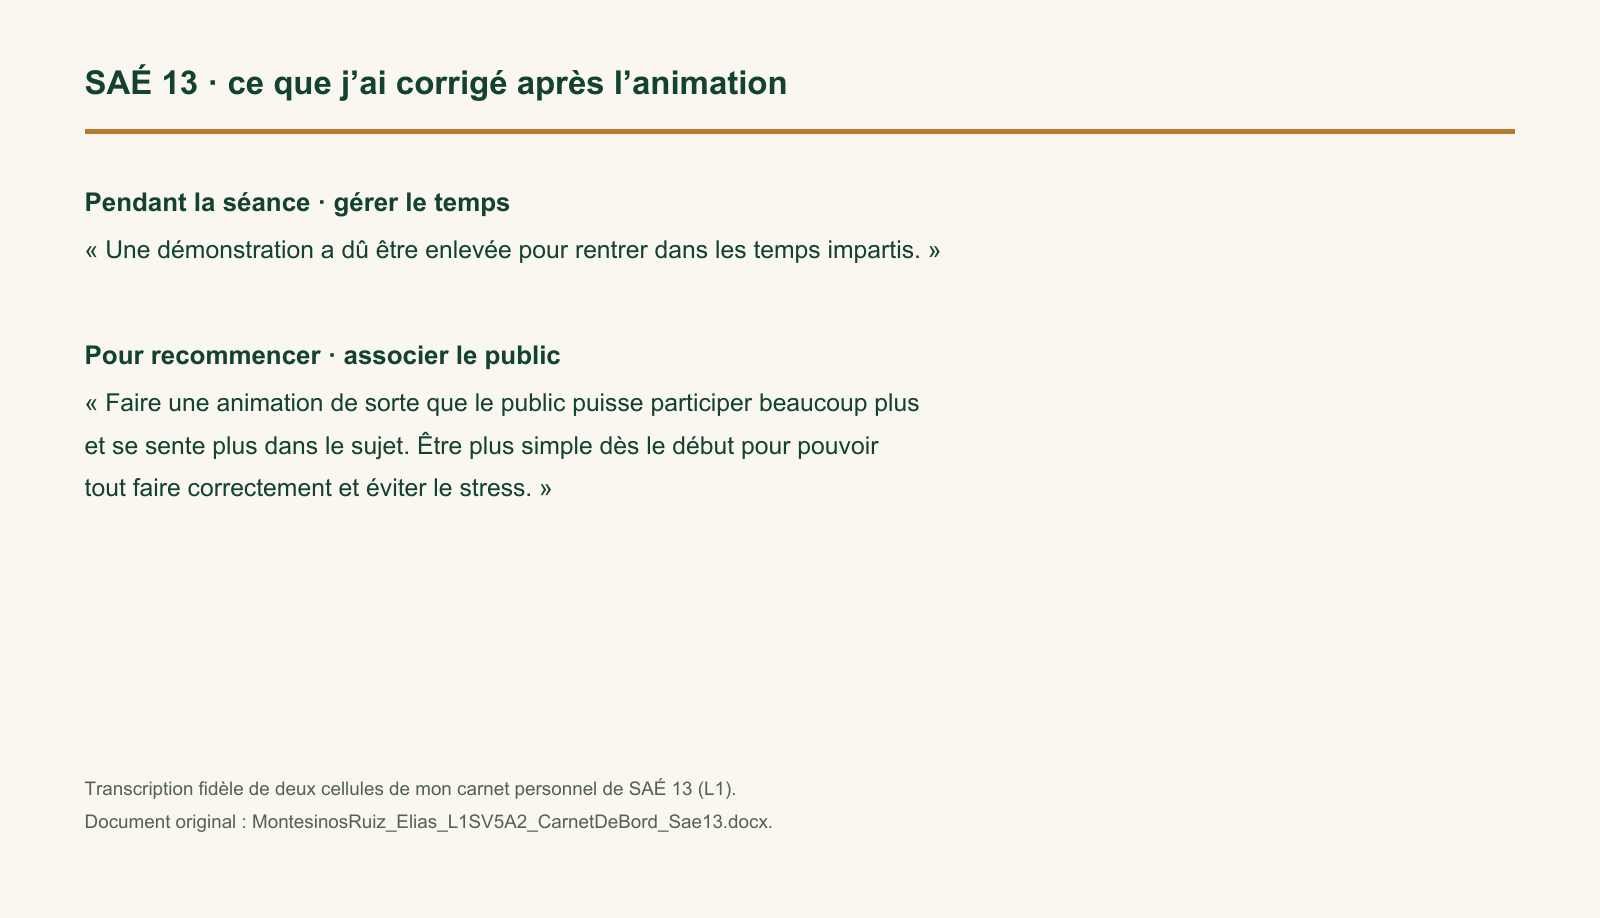 SAÉ 13 · ce que j’ai corrigé après l’animation
Pendant la séance · gérer le temps
« Une démonstration a dû être enlevée pour rentrer dans les temps impartis. »
Pour recommencer · associer le public
« Faire une animation de sorte que le public puisse participer beaucoup plus
et se sente plus dans le sujet. Être plus simple dès le début pour pouvoir
tout faire correctement et éviter le stress. »
Transcription fidèle de deux cellules de mon carnet personnel de SAÉ 13 (L1).
Document original : MontesinosRuiz_Elias_L1SV5A2_CarnetDeBord_Sae13.docx.